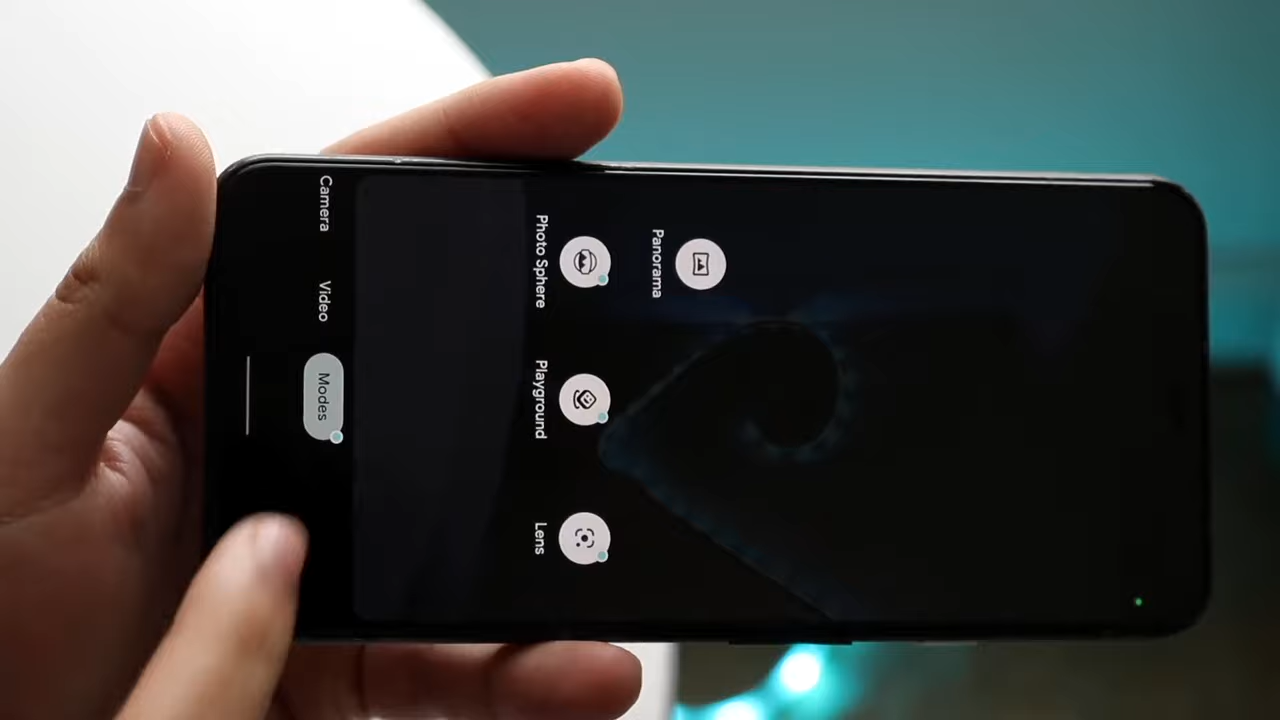 Panorama
Photo Sphere
Playground
Lens
Camera
Video
Modes